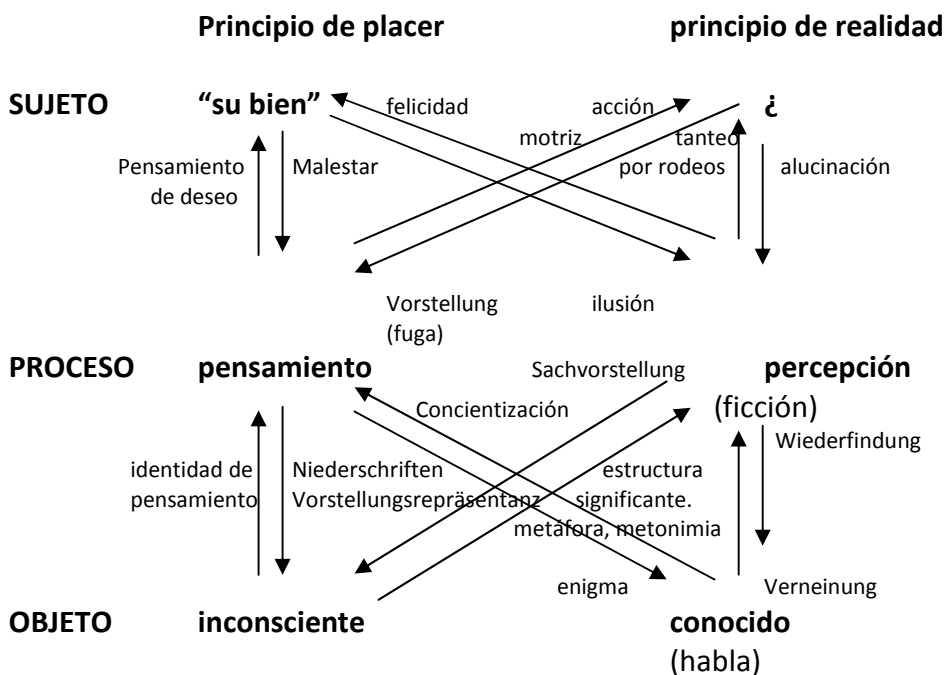 Principio de placer principio de realidad
SUJETO “su bien” felicidad acción ¿
motriz tanteo
Pensamiento Malestar por rodeos alucinación
de deseo
Vorstellung ilusión
(fuga)
PROCESO pensamiento Sachvorstellung percepción
Concientización (ficción)
Wiederfindung
identidad de Niederschriften estructura
pensamiento Vorstellungsrepräsentanz significante.
metáfora, metonimia
enigma Verneinung
OBJETO inconsciente conocido
(habla)